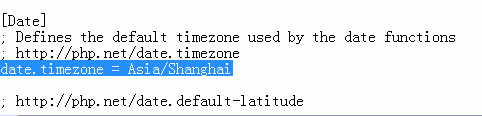 [Date]
; Defines the default timezone used by the date functions
; http://php.net/date.timezone
date.timezone = Asia/Shanghai
; http://php.net/date.default-latitude